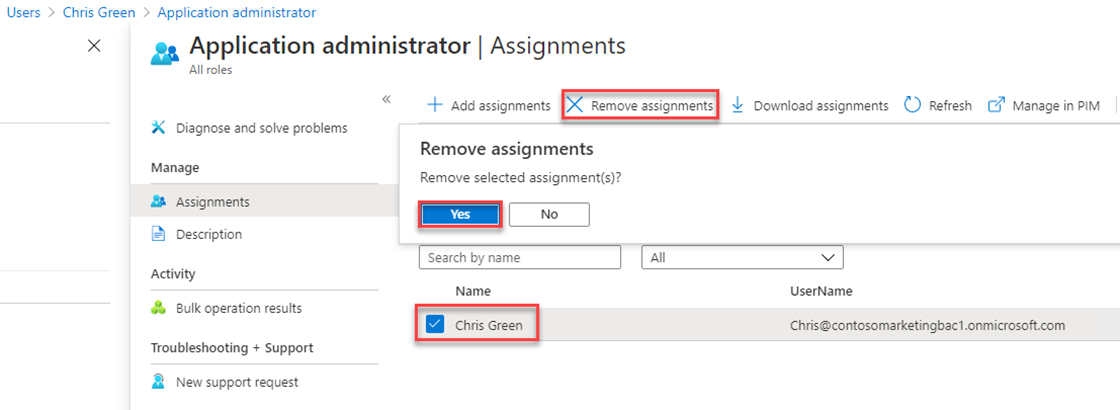 Users > Chris Green > Application administrator
Application administrator | Assignments
All roles
«
Add assignments Remove assignments Download assignments Refresh Manage in PIM
Diagnose and solve problems
Manage
Assignments
Description
Activity
Bulk operation results
Troubleshooting + Support
New support request
Remove assignments
Remove selected assignment(s)?
Yes No
Search by name All
Name UserName
Chris Green Chris@contosomarketingbac1.onmicrosoft.com